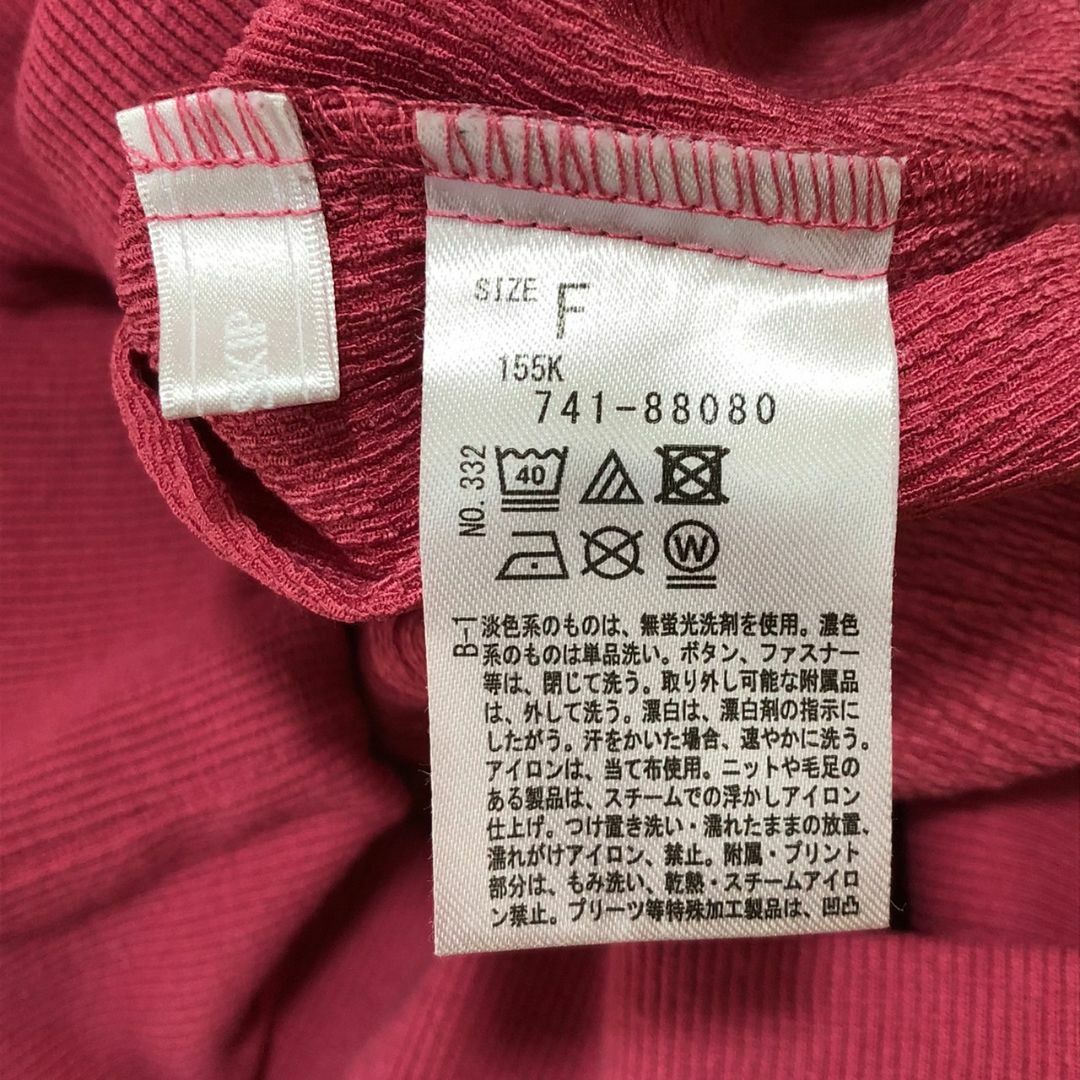 SIZE F
155K
741-88080
NO. 332
40
W
B-1
淡色系のものは、無蛍光洗剤を使用。濃色
系のものは単品洗い。ボタン、ファスナー
等は、閉じて洗う。取り外し可能な附属品
は、外して洗う。漂白は、漂白剤の指示に
したがう。汗をかいた場合、速やかに洗う。
アイロンは、当て布使用。ニットや毛足の
ある製品は、スチームでの浮かしアイロン
仕上げ。つけ置き洗い・濡れたままの放置、
濡れがけアイロン、禁止。附属・プリント
部分は、もみ洗い、乾熱・スチームアイロ
ン禁止。プリーツ等特殊加工製品は、凹凸